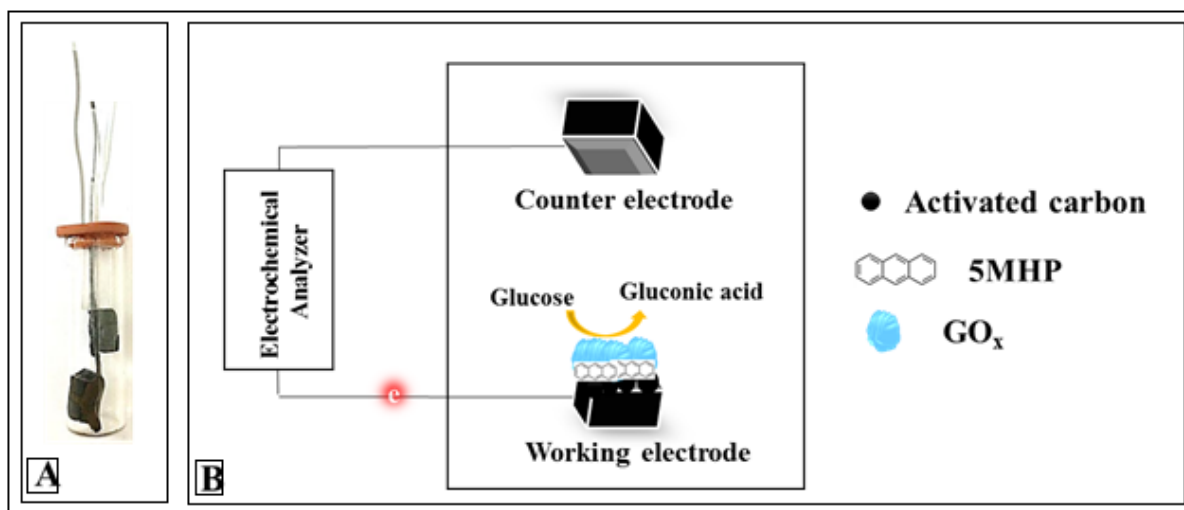 A
B
Electrochemical
Analyzer
Counter electrode
Glucose
Gluconic acid
e
Working electrode
Activated carbon
5MHP
GOx